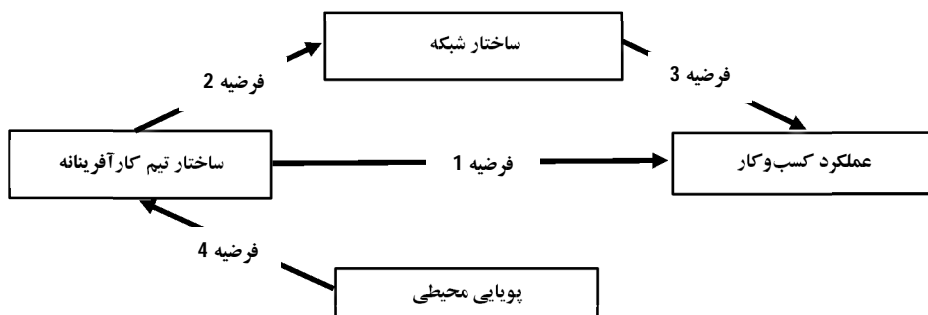 ساختار شبکه
فرضیه 2
فرضیه 3
ساختار تیم کارآفرینانه
فرضیه 1
عملکرد کسب‌وکار
فرضیه 4
پویایی محیطی